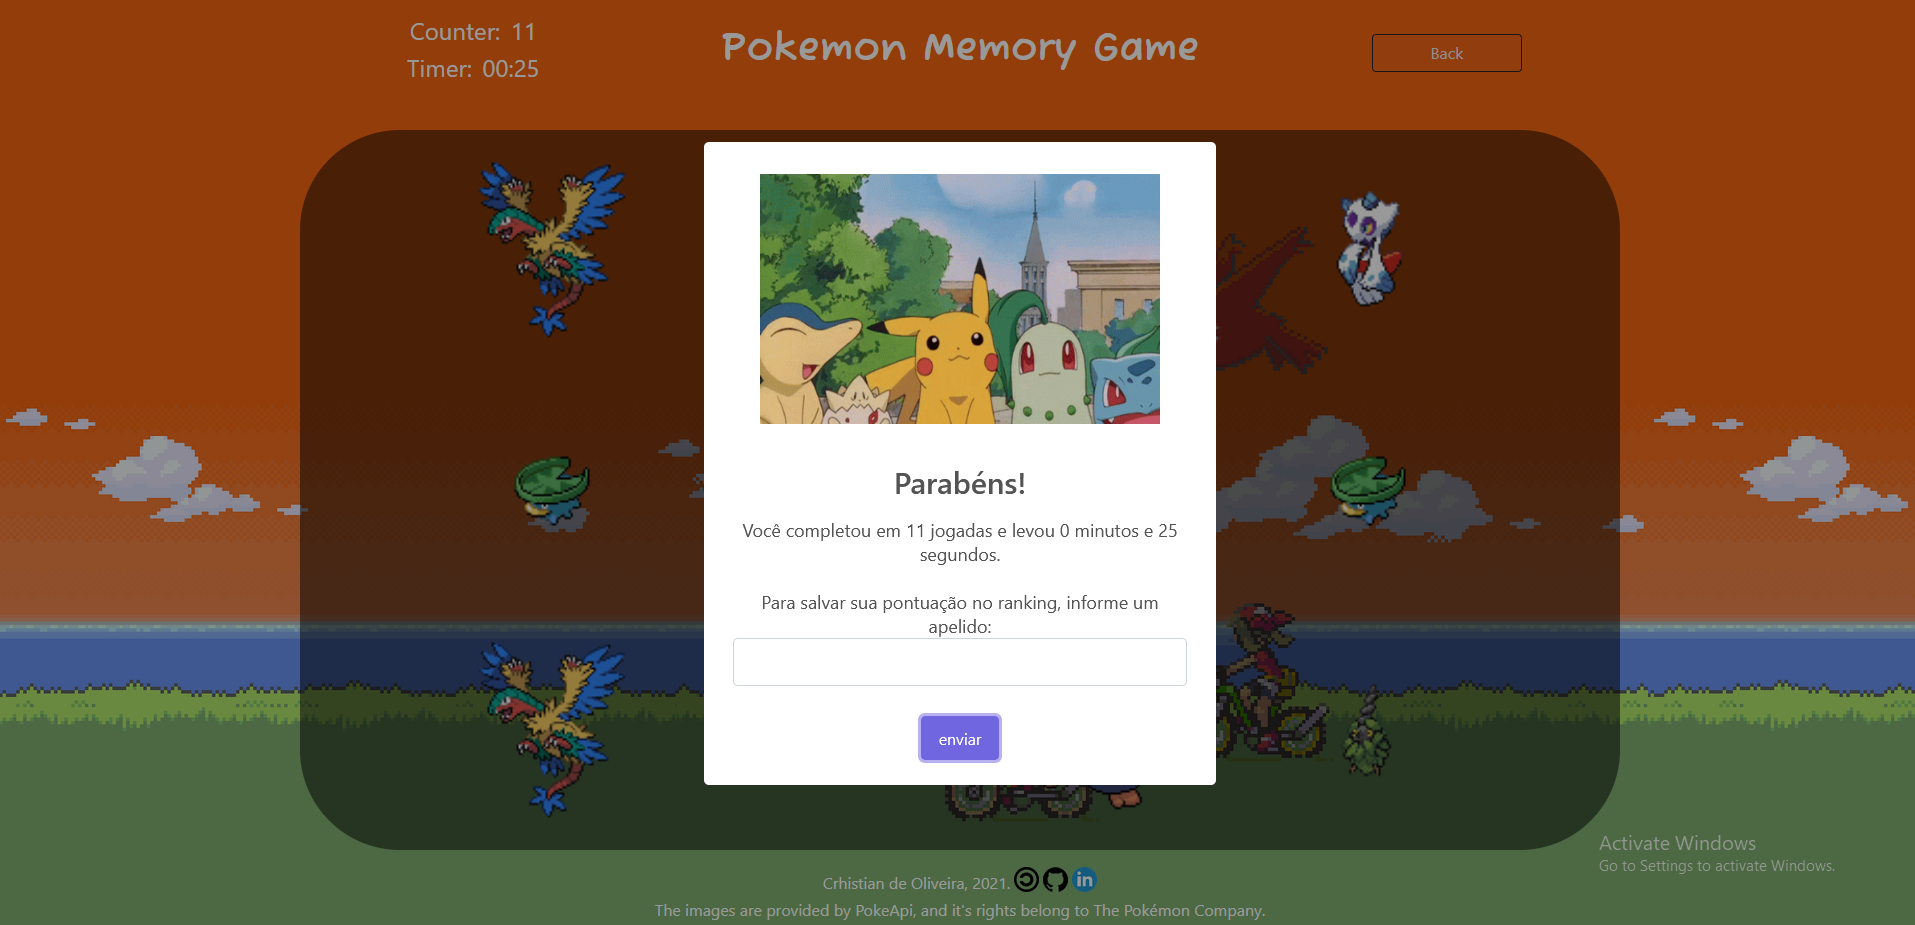 Counter: 11
Timer: 00:25
Pokemon Memory Game
Back
Parabéns!
Você completou em 11 jogadas e levou 0 minutos e 25
segundos.
Para salvar sua pontuação no ranking, informe um
apelido:
enviar
Activate Windows
Go to Settings to activate Windows.
Crhistian de Oliveira, 2021.
in
The images are provided by PokeApi, and it's rights belong to The Pokémon Company.